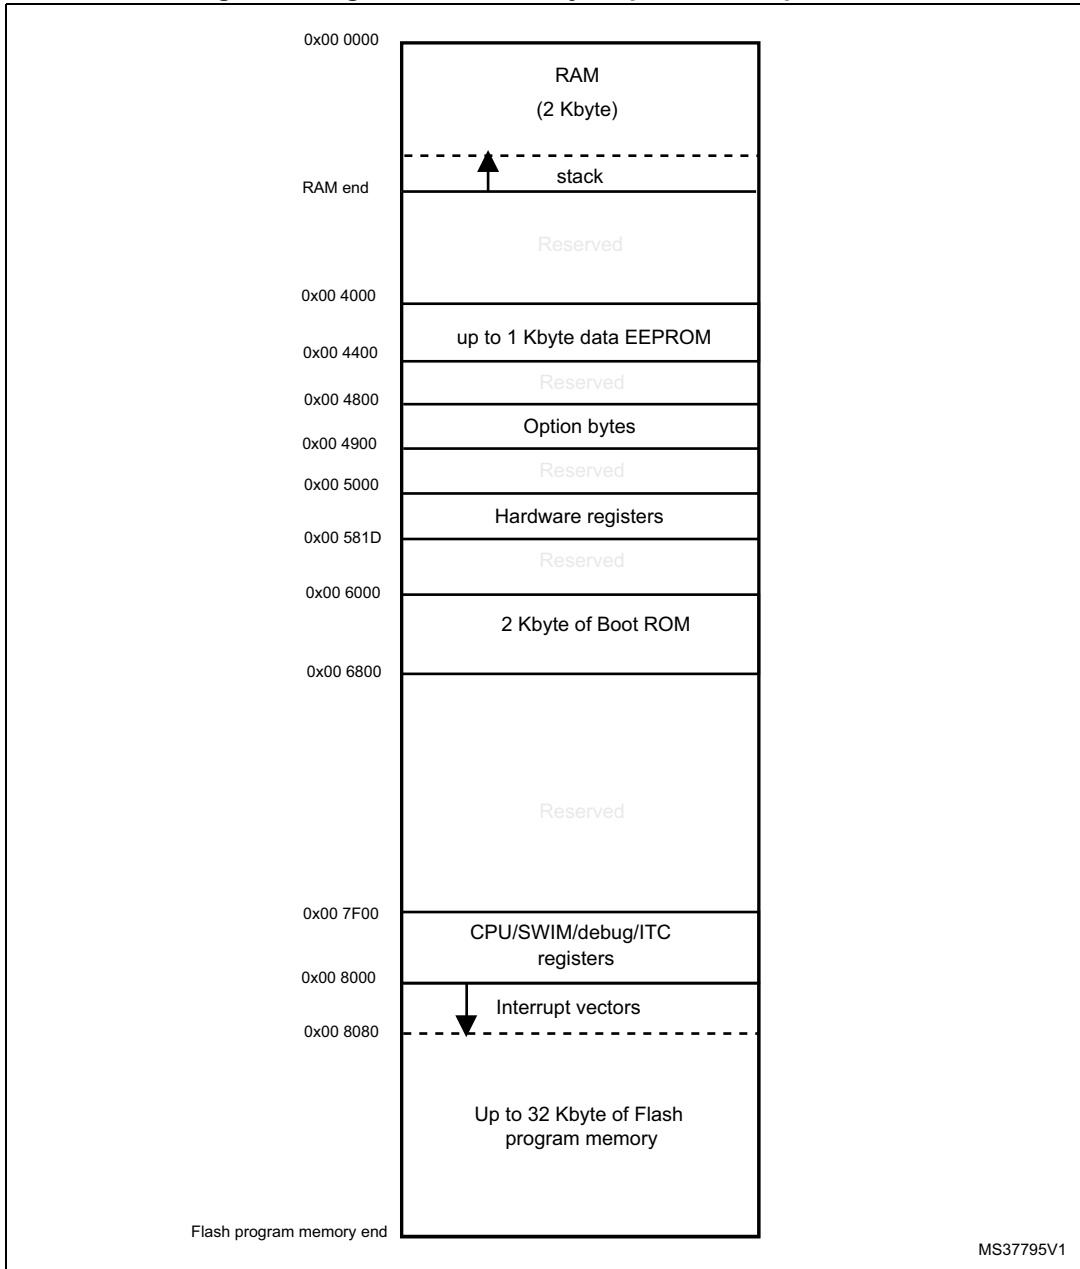 0x00 0000
RAM
(2 Kbyte)
stack
RAM end
Reserved
0x00 4000
up to 1 Kbyte data EEPROM
0x00 4400
Reserved
0x00 4800
Option bytes
0x00 4900
Reserved
0x00 5000
Hardware registers
0x00 581D
Reserved
0x00 6000
2 Kbyte of Boot ROM
0x00 6800
Reserved
0x00 7F00
CPU/SWIM/debug/ITC
registers
0x00 8000
Interrupt vectors
0x00 8080
Up to 32 Kbyte of Flash
program memory
Flash program memory end
MS37795V1